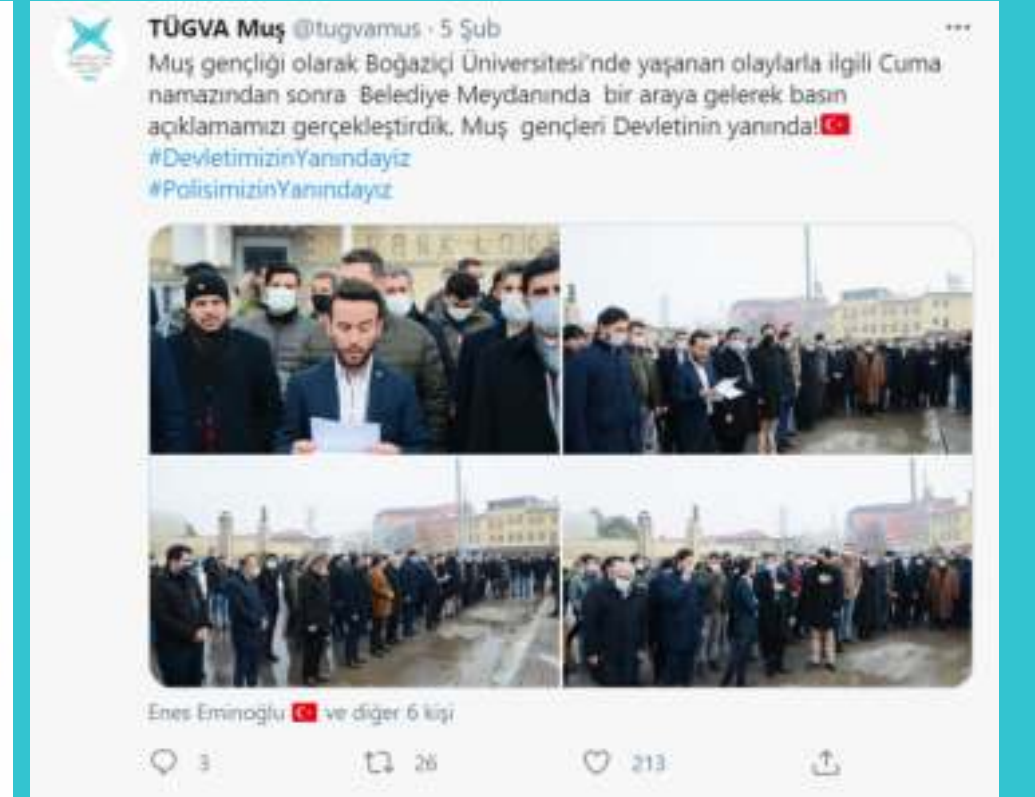 TÜGVA Muş @tugvamus · 5 Şub
Muş gençliği olarak Boğaziçi Üniversitesi'nde yaşanan olaylarla ilgili Cuma
namazından sonra Belediye Meydanında bir araya gelerek basın
açıklamamızı gerçekleştirdik. Muş gençleri Devletinin yanında!🇹🇷
#DevletimizinYanındayiz
#PolisimizinYanındayız
Enes Eminoğlu 🇹🇷 ve diğer 6 kişi
3 26 213